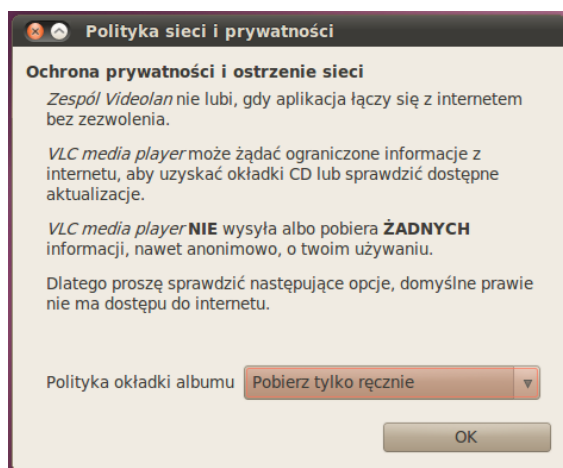 Polityka sieci i prywatności
Ochrona prywatności i ostrzenie sieci
Zespól Videolan nie lubi, gdy aplikacja łączy się z internetem
bez zezwolenia.
VLC media player może żądać ograniczone informacje z
internetu, aby uzyskać okładki CD lub sprawdzić dostępne
aktualizacje.
VLC media player NIE wysyła albo pobiera ŻADNYCH
informacji, nawet anonimowo, o twoim używaniu.
Dlatego proszę sprawdzić następujące opcje, domyślne prawie
nie ma dostępu do internetu.
Polityka okładki albumu Pobierz tylko ręcznie
OK